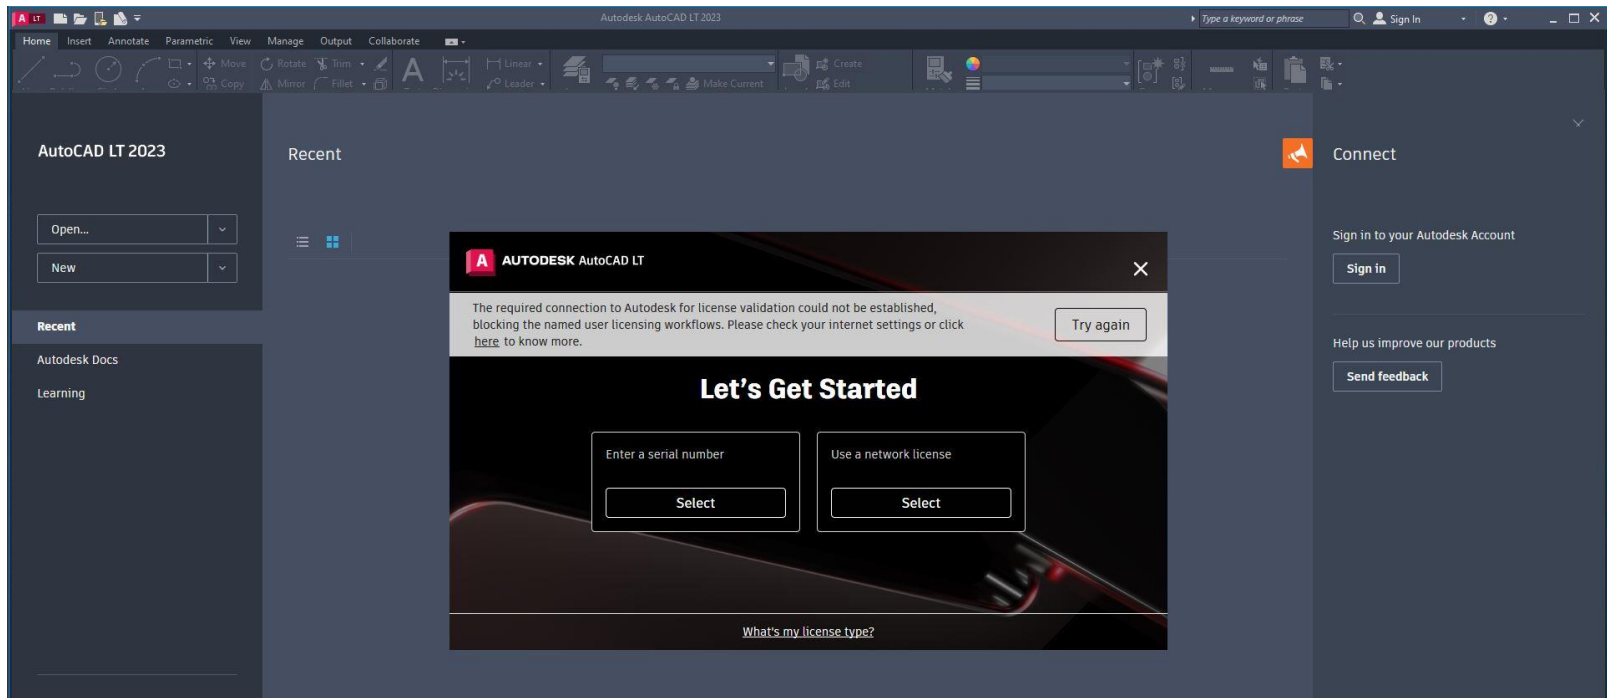 A LT
Autodesk AutoCAD LT 2023
Type a keyword or phrase
Sign In
?
Home Insert Annotate Parametric View Manage Output Collaborate
Move Rotate Trim Linear Create
Copy Mirror Fillet A Leader Make Current Edit
AutoCAD LT 2023
Recent
Connect
Open...
New
Sign in to your Autodesk Account
Sign in
A AUTODESK AutoCAD LT
The required connection to Autodesk for license validation could not be established,
blocking the named user licensing workflows. Please check your internet settings or click
here to know more.
Try again
Recent
Autodesk Docs
Learning
Help us improve our products
Send feedback
Let's Get Started
Enter a serial number
Select
Use a network license
Select
What's my license type?